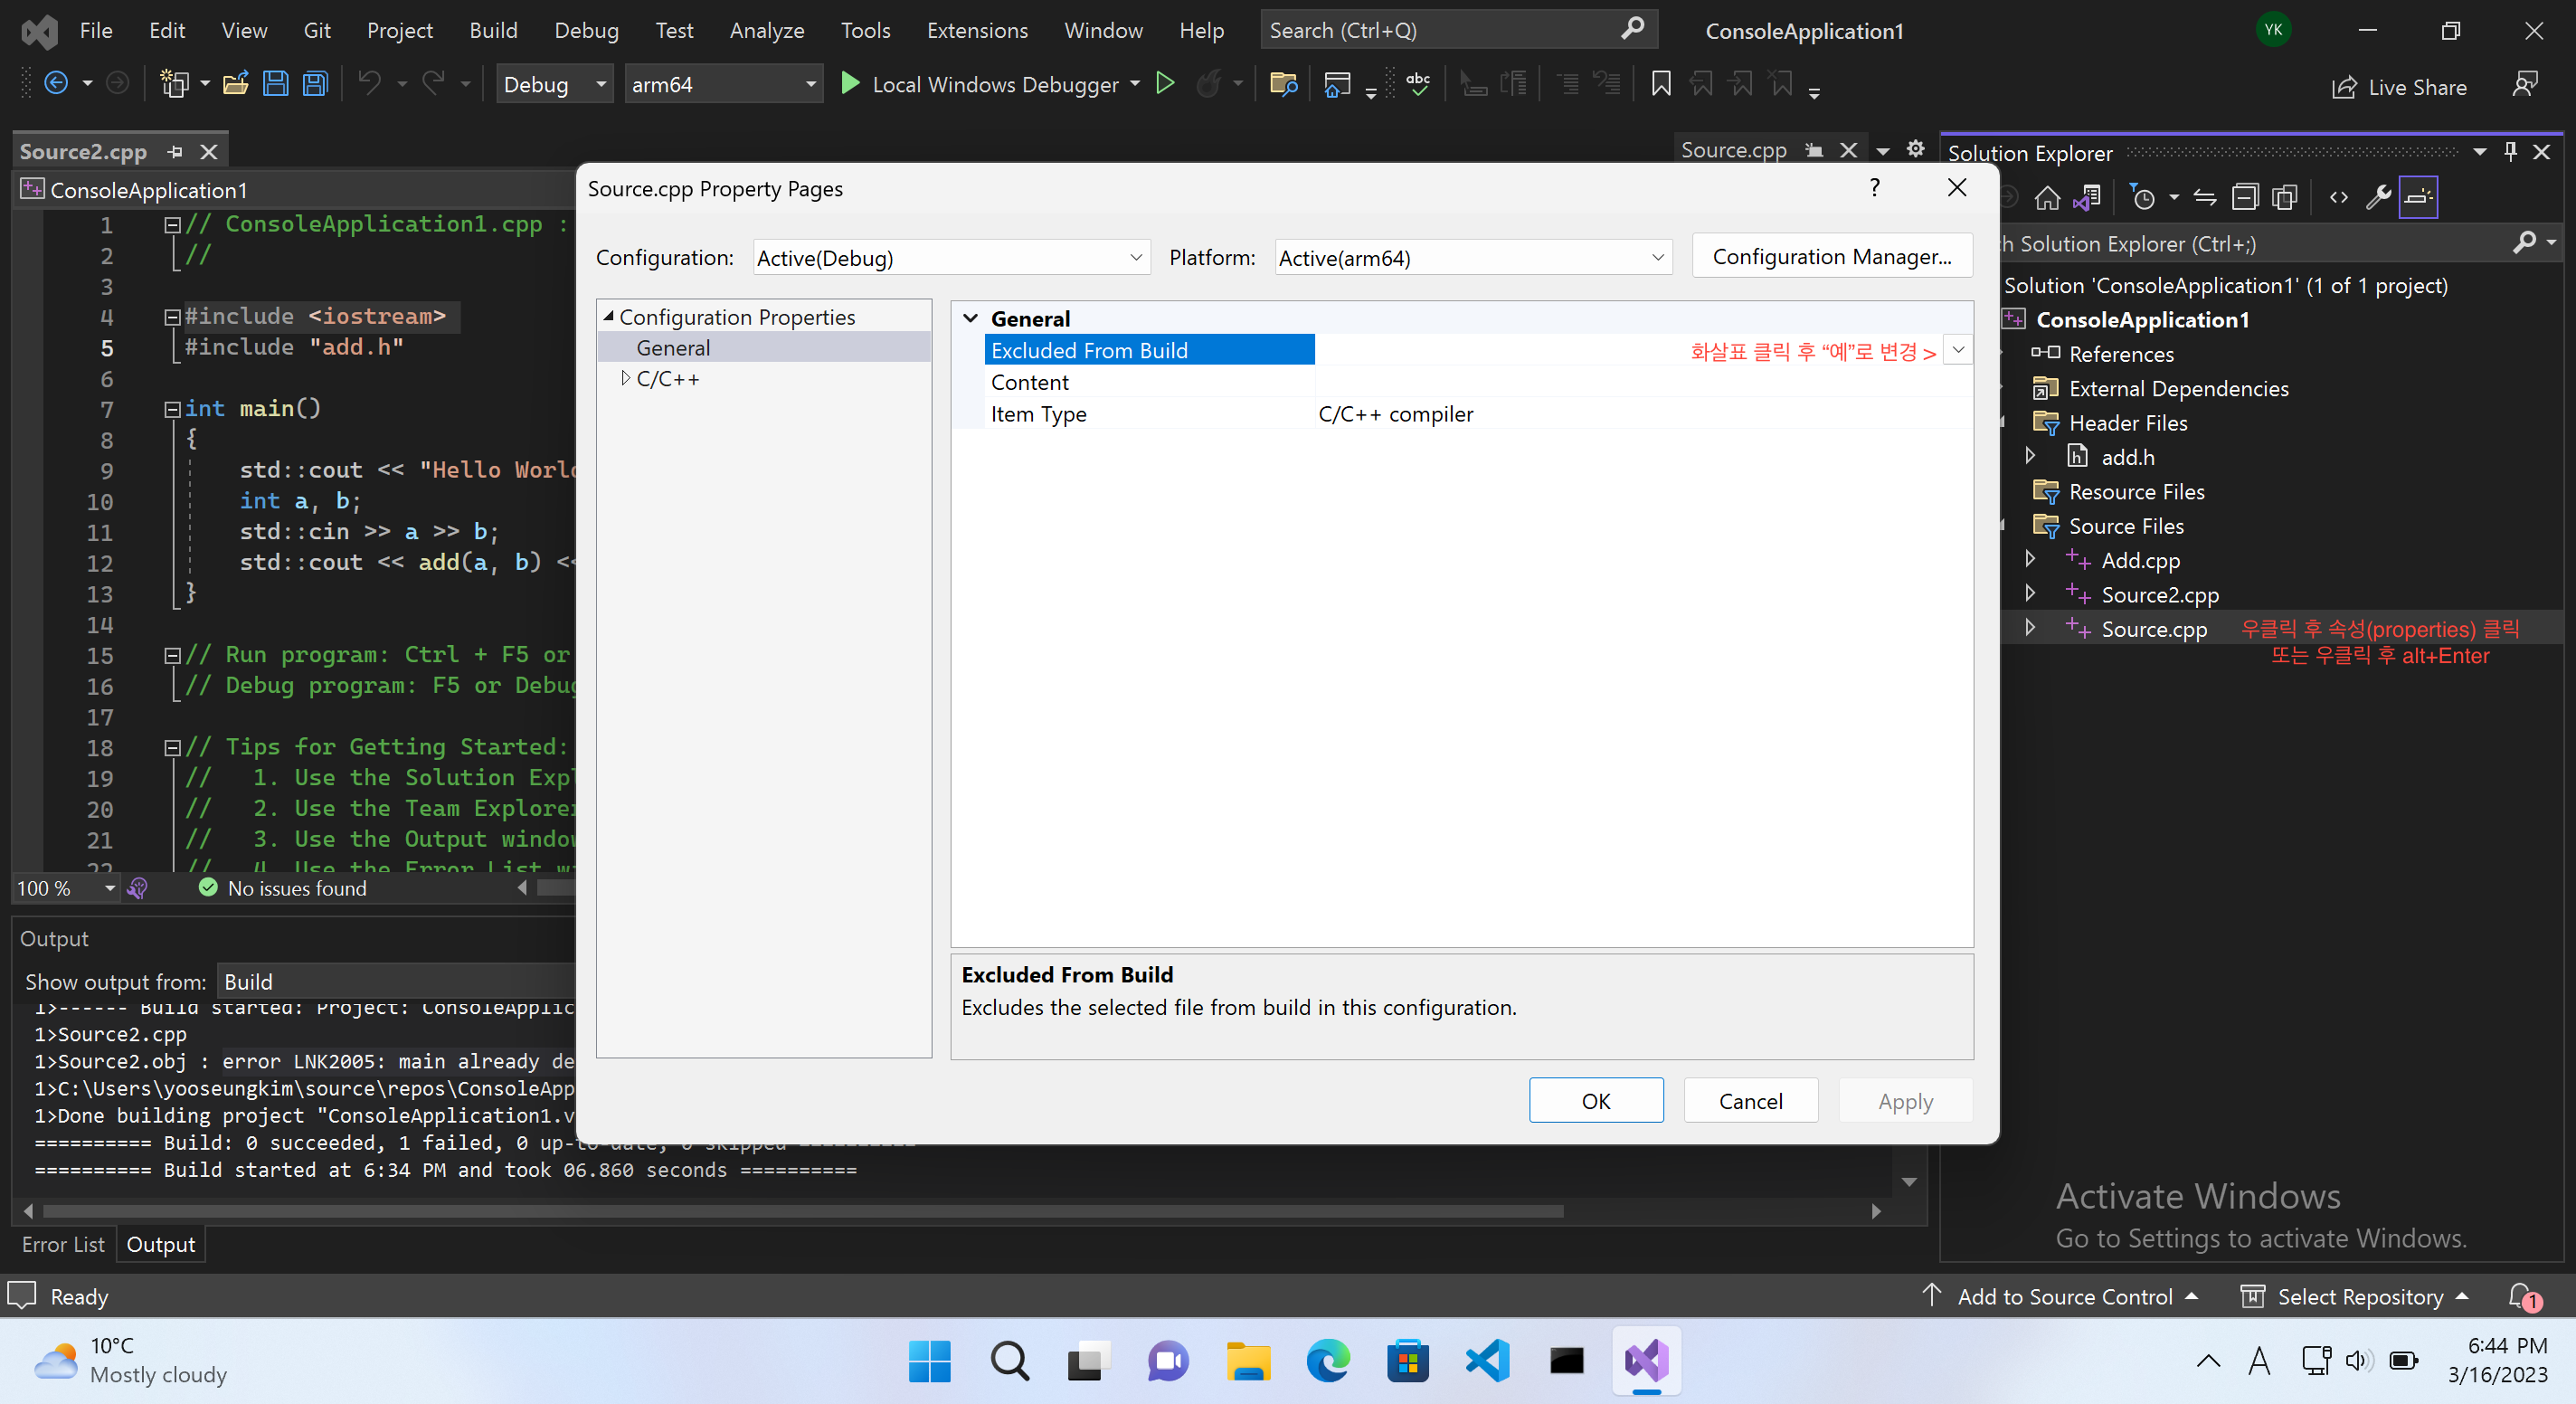 File Edit View Git Project Build Debug Test Analyze Tools Extensions Window Help Search (Ctrl+Q) ConsoleApplication1 YK
Debug arm64 Local Windows Debugger abc Live Share
Source2.cpp Source.cpp
ConsoleApplication1
1 // ConsoleApplication1.cpp :
2 //
3
4 #include <iostream>
5 #include "add.h"
6
7 int main()
8 {
9 std::cout << "Hello World
10 int a, b;
11 std::cin >> a >> b;
12 std::cout << add(a, b) <<
13 }
14
15 // Run program: Ctrl + F5 or
16 // Debug program: F5 or Debug
17
18 // Tips for Getting Started:
19 // 1. Use the Solution Expl
20 // 2. Use the Team Explorer
21 // 3. Use the Output window
22 // 4. Use the Error List wi
100 % No issues found
Output
Show output from: Build
1>------ Build started: Project: ConsoleApplic
1>Source2.cpp
1>Source2.obj : error LNK2005: main already de
1>C:\Users\yooseungkim\source\repos\ConsoleApp
1>Done building project "ConsoleApplication1.v
========== Build: 0 succeeded, 1 failed, 0 up-to-date, 0 skipped ==========
========== Build started at 6:34 PM and took 06.860 seconds ==========
Error List Output
Source.cpp Property Pages ?
Configuration: Active(Debug) Platform: Active(arm64) Configuration Manager...
Configuration Properties
General
C/C++
General
Excluded From Build 화살표 클릭 후 “예”로 변경 >
Content
Item Type C/C++ compiler
Excluded From Build
Excludes the selected file from build in this configuration.
OK Cancel Apply
Solution Explorer
h Solution Explorer (Ctrl+;)
Solution 'ConsoleApplication1' (1 of 1 project)
ConsoleApplication1
References
External Dependencies
Header Files
add.h
Resource Files
Source Files
Add.cpp
Source2.cpp
Source.cpp 우클릭 후 속성(properties) 클릭
또는 우클릭 후 alt+Enter
Activate Windows
Go to Settings to activate Windows.
Ready Add to Source Control Select Repository 1
10°C
Mostly cloudy
A
6:44 PM
3/16/2023